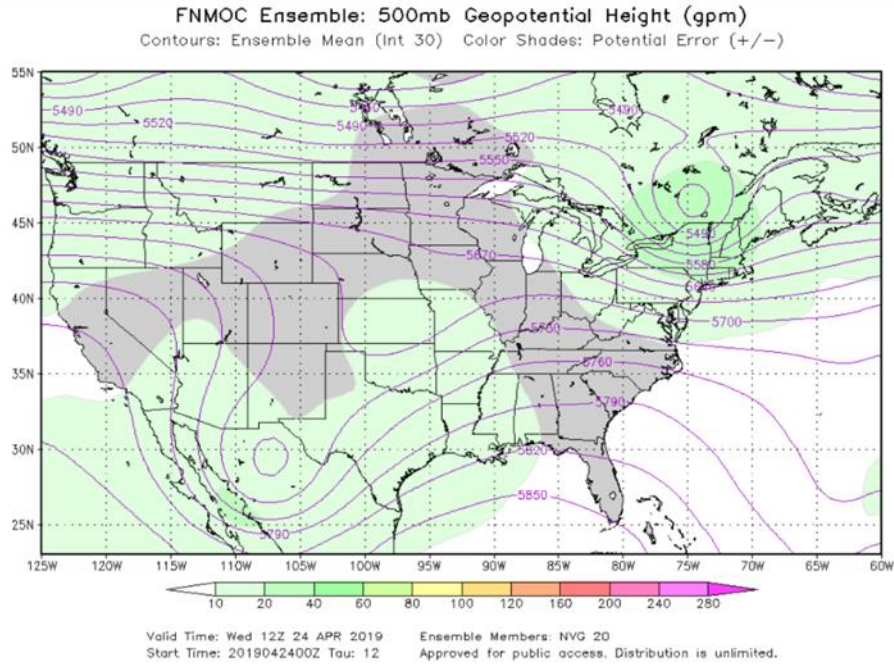 FNMOC Ensemble: 500mb Geopotential Height (gpm)
Contours: Ensemble Mean (Int 30) Color Shades: Potential Error (+/−)
55N
50N
45N
40N
35N
30N
25N
5490
5520
5490
5520
5550
5490
5490
5580
5670
5700
5760
5760
5790
5820
5850
5790
125W 120W 115W 110W 105W 100W 95W 90W 85W 80W 75W 70W 65W 60W
10 20 40 60 80 100 120 160 200 240 280
Valid Time: Wed 12Z 24 APR 2019 Ensemble Members: NVG 20
Start Time: 2019042400Z Tau: 12 Approved for public access. Distribution is unlimited.